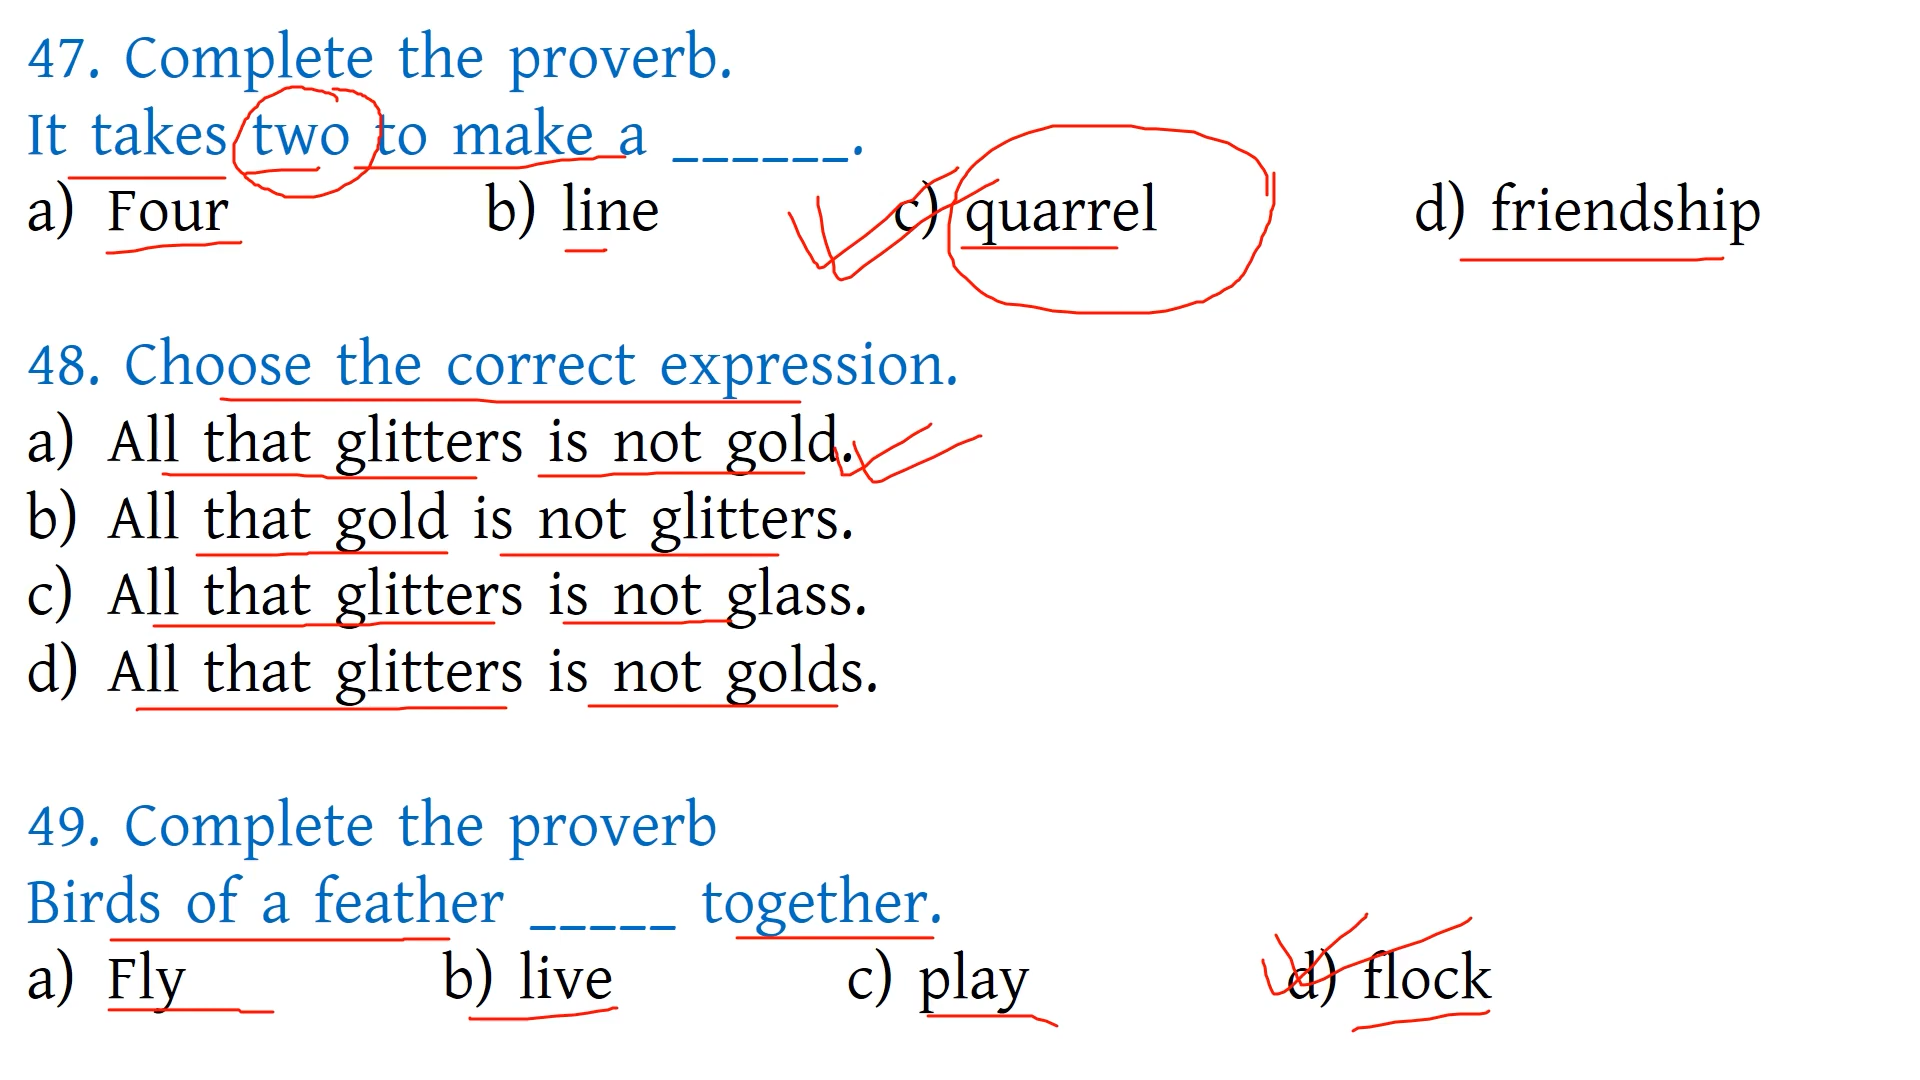 47. Complete the proverb.
It takes two to make a ______.
a) Four b) line c) quarrel d) friendship
48. Choose the correct expression.
a) All that glitters is not gold.
b) All that gold is not glitters.
c) All that glitters is not glass.
d) All that glitters is not golds.
49. Complete the proverb
Birds of a feather _____ together.
a) Fly b) live c) play d) flock